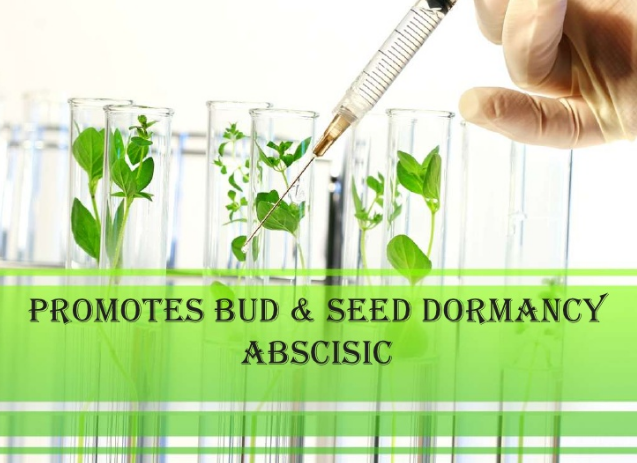 PROMOTES BUD & SEED DORMANCY
ABSCISIC